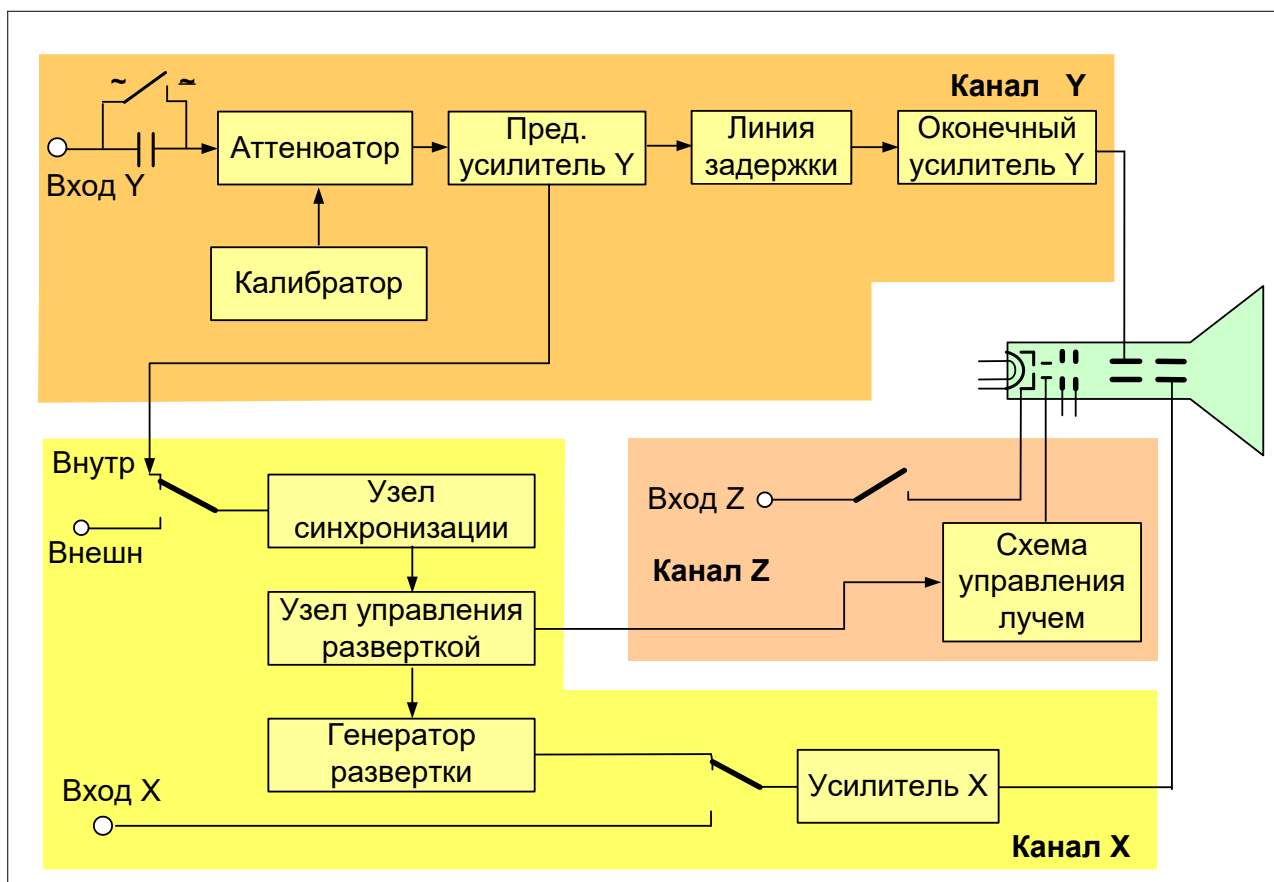 ~ ≃
Канал Y
Вход Y
Аттенюатор
Пред.
усилитель Y
Линия
задержки
Оконечный
усилитель Y
Калибратор
Внутр
Внешн
Узел
синхронизации
Узел управления
разверткой
Генератор
развертки
Вход X
Усилитель X
Канал X
Вход Z
Канал Z
Схема
управления
лучем